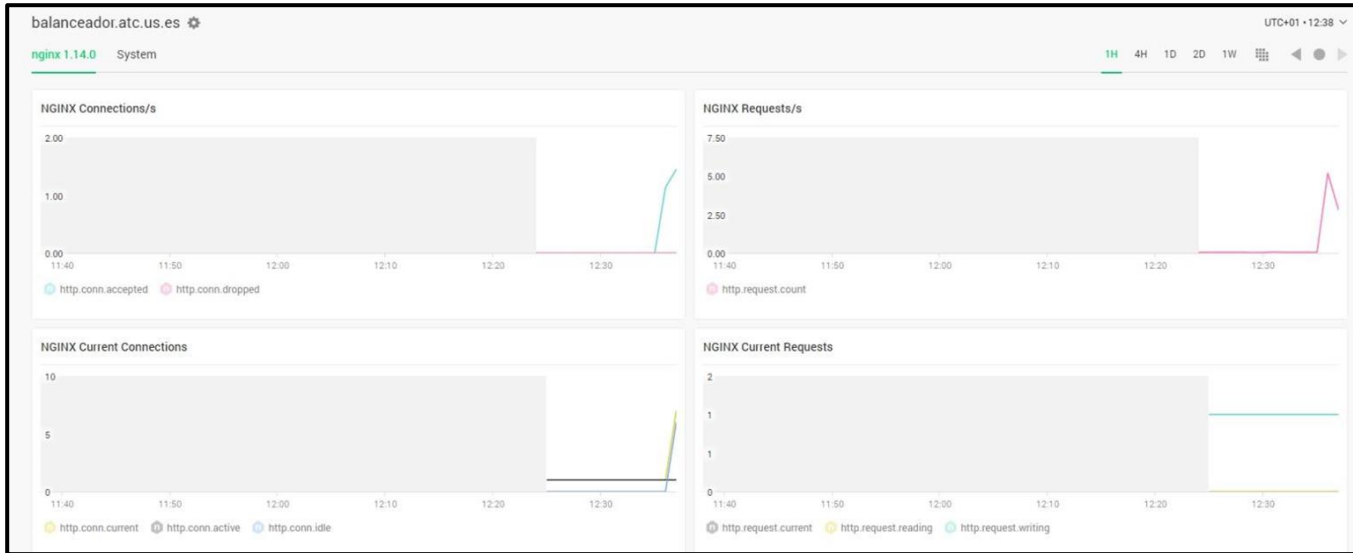 balanceador.atc.us.es
UTC+01 • 12:38
nginx 1.14.0 System
1H 4H 1D 2D 1W
NGINX Connections/s
2.00
1.00
0.00
11:40 11:50 12:00 12:10 12:20 12:30
http.conn.accepted http.conn.dropped
NGINX Requests/s
7.50
5.00
2.50
0.00
11:40 11:50 12:00 12:10 12:20 12:30
http.request.count
NGINX Current Connections
10
5
0
11:40 11:50 12:00 12:10 12:20 12:30
http.conn.current http.conn.active http.conn.idle
NGINX Current Requests
2
1
1
0
11:40 11:50 12:00 12:10 12:20 12:30
http.request.current http.request.reading http.request.writing